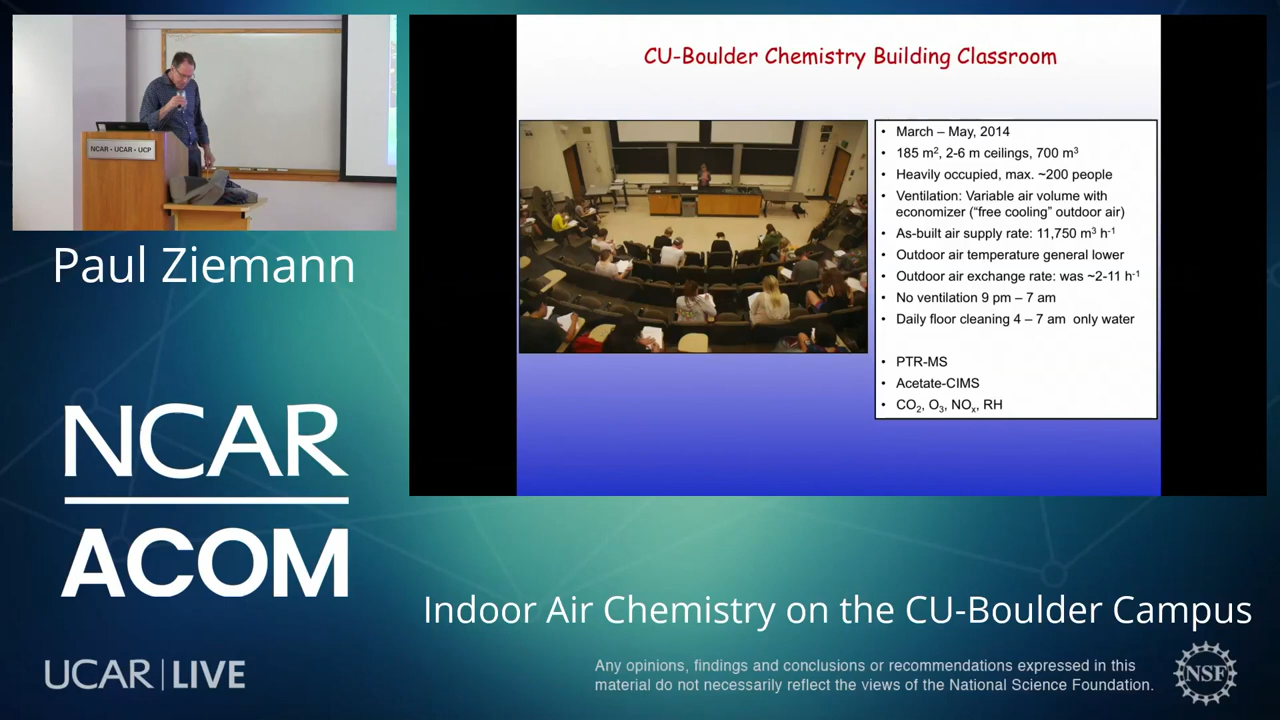 CU-Boulder Chemistry Building Classroom
NCAR • UCAR • UCP
• March – May, 2014
• 185 m², 2-6 m ceilings, 700 m³
• Heavily occupied, max. ~200 people
• Ventilation: Variable air volume with
economizer (“free cooling” outdoor air)
• As-built air supply rate: 11,750 m³ h⁻¹
• Outdoor air temperature general lower
• Outdoor air exchange rate: was ~2-11 h⁻¹
• No ventilation 9 pm – 7 am
• Daily floor cleaning 4 – 7 am only water
• PTR-MS
• Acetate-CIMS
• CO₂, O₃, NOₓ, RH
Paul Ziemann
NCAR
ACOM
Indoor Air Chemistry on the CU-Boulder Campus
UCAR | LIVE
Any opinions, findings and conclusions or recommendations expressed in this
material do not necessarily reflect the views of the National Science Foundation.
NSF